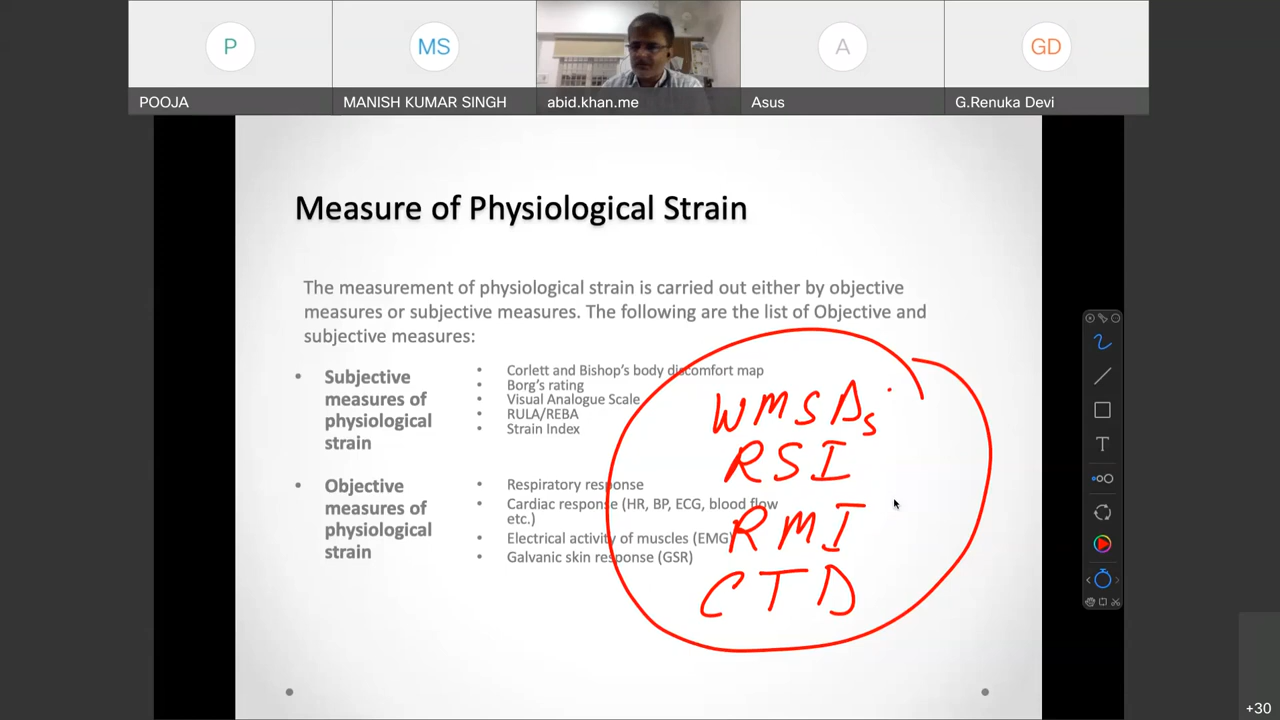 P
MS
A
GD
POOJA
MANISH KUMAR SINGH
abid.khan.me
Asus
G.Renuka Devi
Measure of Physiological Strain
The measurement of physiological strain is carried out either by objective
measures or subjective measures. The following are the list of Objective and
subjective measures:
• Subjective
measures of
physiological
strain
• Corlett and Bishop's body discomfort map
• Borg's rating
• Visual Analogue Scale
• RULA/REBA
• Strain Index
• Objective
measures of
physiological
strain
• Respiratory response
• Cardiac response (HR, BP, ECG, blood flow
etc.)
• Electrical activity of muscles (EMG)
• Galvanic skin response (GSR)
WMSDs
RSI
RMI
CTD
T
+30